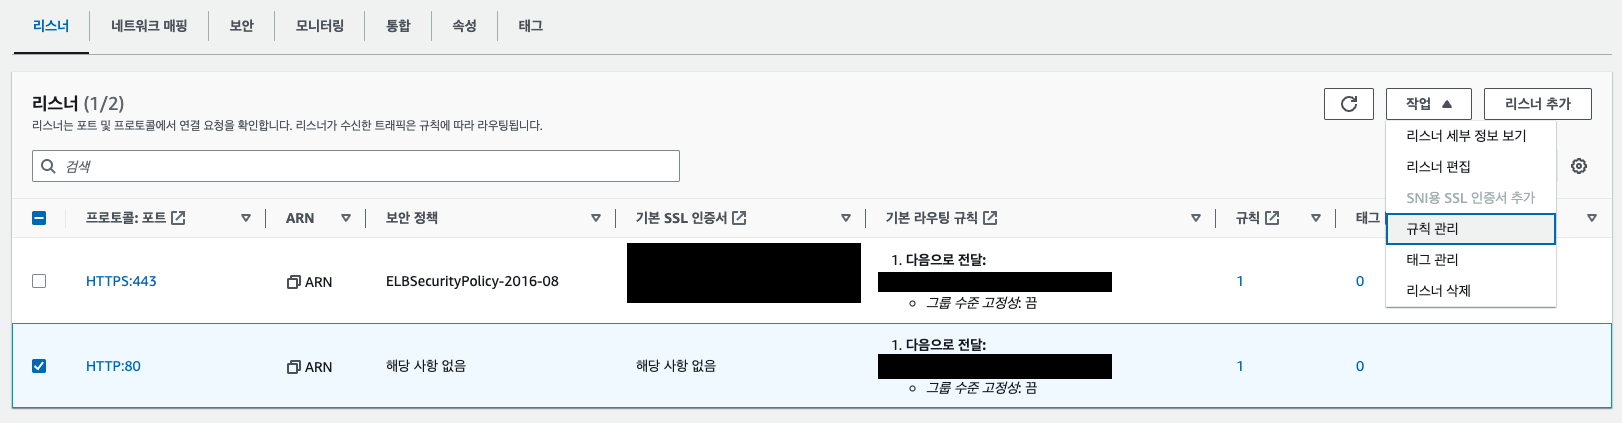 리스너 네트워크 매핑 보안 모니터링 통합 속성 태그
리스너 (1/2)
리스너는 포트 및 프로토콜에서 연결 요청을 확인합니다. 리스너가 수신한 트래픽은 규칙에 따라 라우팅됩니다.
작업 리스너 추가
리스너 세부 정보 보기
리스너 편집
SNI용 SSL 인증서 추가
규칙 관리
태그 관리
리스너 삭제
검색
프로토콜: 포트 ARN 보안 정책 기본 SSL 인증서 기본 라우팅 규칙 규칙 태그
HTTPS:443 ARN ELBSecurityPolicy-2016-08 1. 다음으로 전달: 1 0
그룹 수준 고정성: 끔
HTTP:80 ARN 해당 사항 없음 해당 사항 없음 1. 다음으로 전달: 1 0
그룹 수준 고정성: 끔